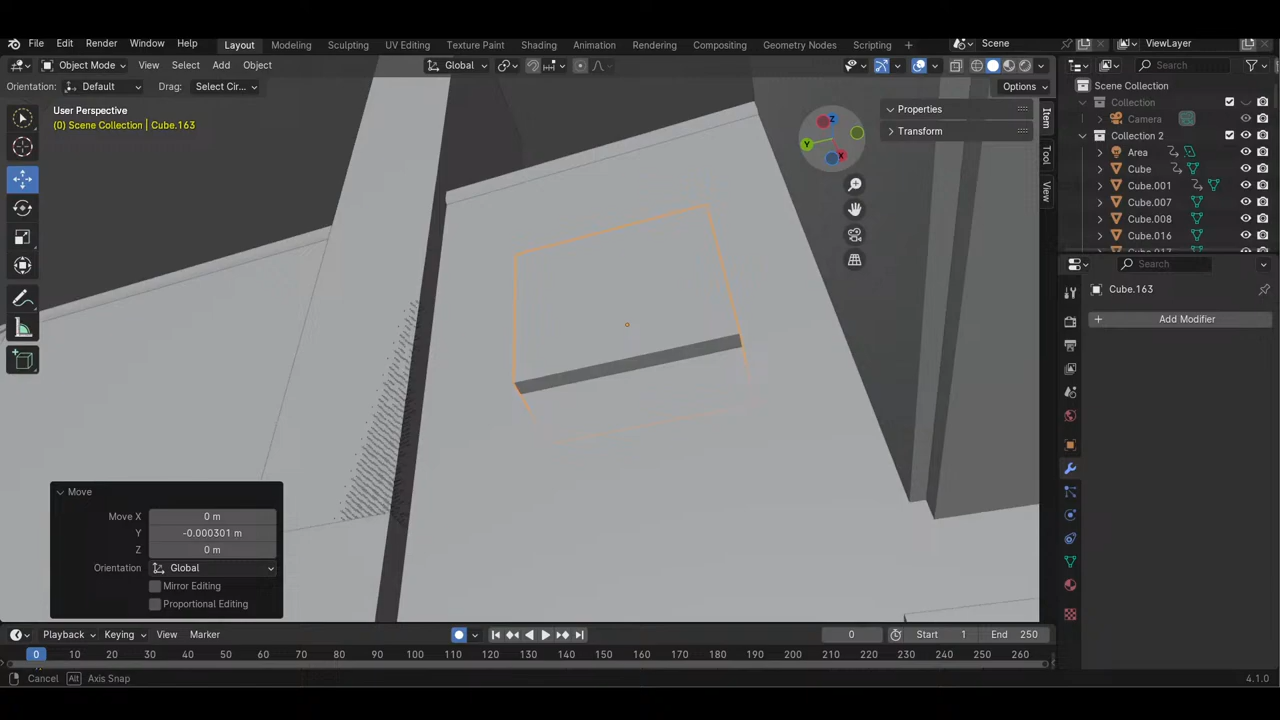 File Edit Render Window Help Layout Modeling Sculpting UV Editing Texture Paint Shading Animation Rendering Compositing Geometry Nodes Scripting + Scene ViewLayer
Object Mode View Select Add Object Global Search
Orientation: Default Drag: Select Cir... Options
User Perspective
(0) Scene Collection | Cube.163
Properties
Transform
Item
Tool
View
Z
Y
X
Scene Collection
Collection
Camera
Collection 2
Area
Cube
Cube.001
Cube.007
Cube.008
Cube.016
Search
Cube.163
+ Add Modifier
Move
Move X 0 m
Y -0.000301 m
Z 0 m
Orientation Global
Mirror Editing
Proportional Editing
Playback Keying View Marker 0 Start 1 End 250
0 10 20 30 40 50 60 70 80 90 100 110 120 130 140 150 160 170 180 190 200 210 220 230 240 250 260
Cancel Alt Axis Snap 4.1.0